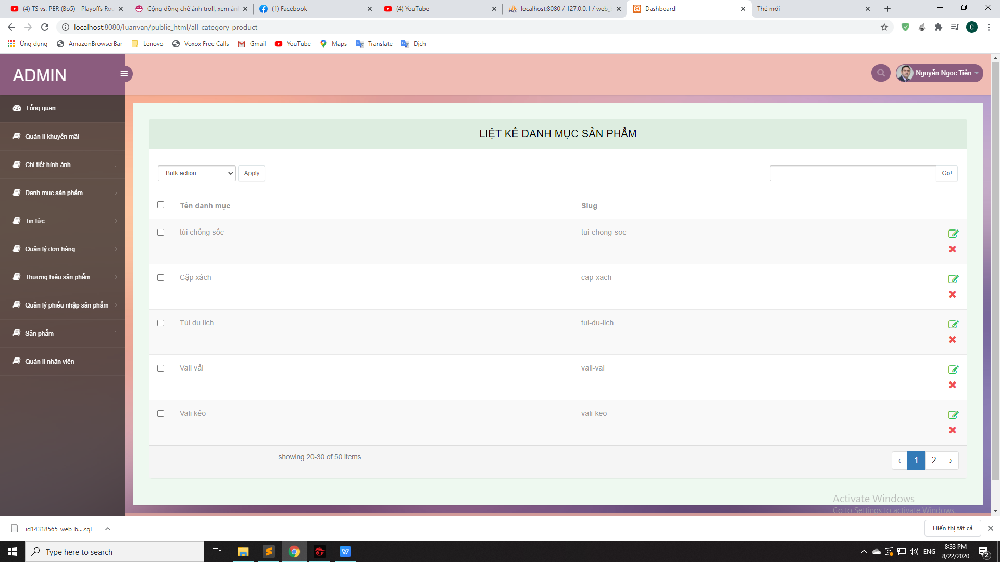 (4) TS vs. PER (Bo5) - Playoffs Rou
Cộng đồng chế ảnh troll, xem ản
(1) Facebook
(4) YouTube
localhost:8080 / 127.0.0.1 / web_
Dashboard
Thẻ mới
localhost:8080/luanvan/public_html/all-category-product
C
Ứng dụng
AmazonBrowserBar
Lenovo
Voxox Free Calls
Gmail
YouTube
Maps
Translate
Dịch
ADMIN
Nguyễn Ngọc Tiến
Tổng quan
Quản lí khuyến mãi
Chi tiết hình ảnh
Danh mục sản phẩm
Tin tức
Quản lý đơn hàng
Thương hiệu sản phẩm
Quản lý phiếu nhập sản phẩm
Sản phẩm
Quản lí nhân viên
LIỆT KÊ DANH MỤC SẢN PHẨM
Bulk action
Apply
Go!
Tên danh mục
Slug
túi chống sốc
tui-chong-soc
Cặp xách
cap-xach
Túi du lịch
tui-du-lich
Vali vải
vali-vai
Vali kéo
vali-keo
showing 20-30 of 50 items
‹ 1 2 ›
Activate Windows
Go to Settings to activate Windows.
id14318565_web_b....sql
Hiển thị tất cả
Type here to search
ENG
8:33 PM
8/22/2020
2